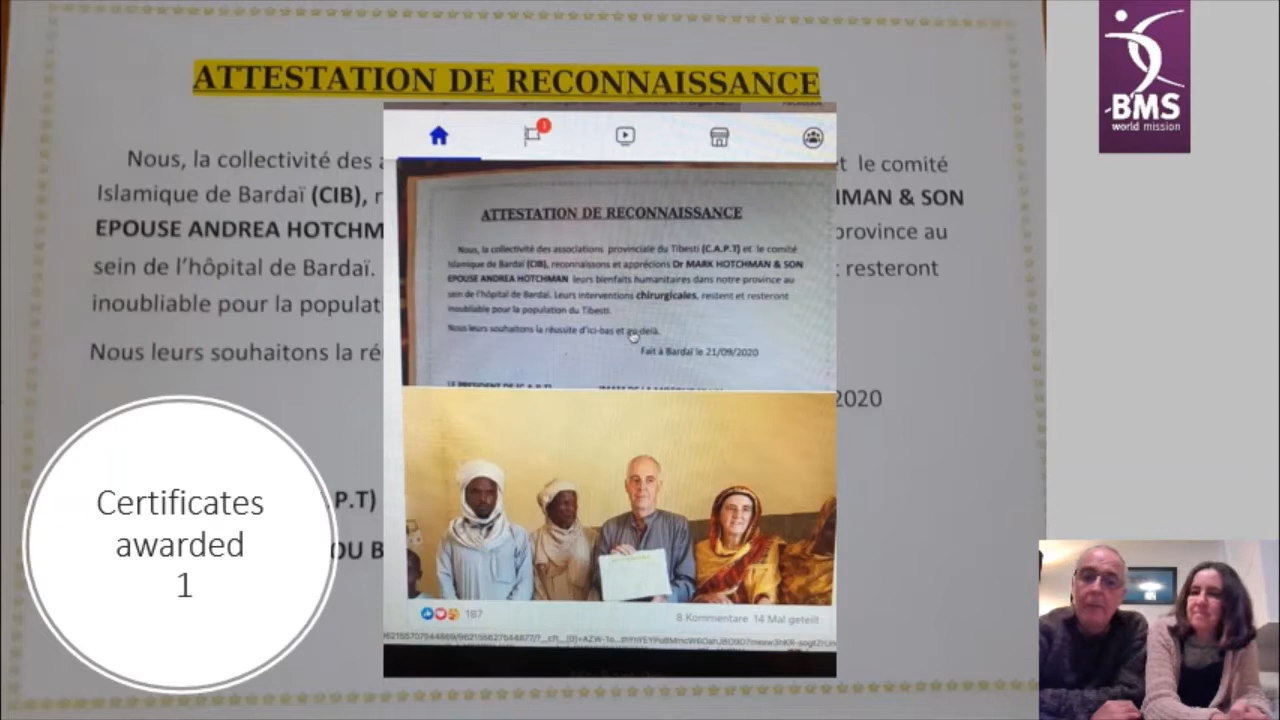 ATTESTATION DE RECONNAISSANCE
Nous, la collectivité des
et le comité
Islamique de Bardaï (CIB),
MAN & SON
EPOUSE ANDREA HOTCHM
province au
sein de l'hôpital de Bardaï.
resteront
inoubliable pour la populat
Nous leurs souhaitons la ré
2020
P.T)
OU B
1
ATTESTATION DE RECONNAISSANCE
Nous, la collectivité des associations provinciale du Tibesti (C.A.P.T) et le comité
Islamique de Bardaï (CIB), reconnaissons et apprécions Dr MARK HOTCHMAN & SON
EPOUSE ANDREA HOTCHMAN leurs bienfaits humanitaires dans notre province au
sein de l'hôpital de Bardaï. Leurs interventions chirurgicales, restent et resteront
inoubliable pour la population du Tibesti.
Nous leurs souhaitons la réussite d'ici-bas et au-delà.
Fait à Bardaï le 21/09/2020
LE PRESIDENT DE (C.A.P.T)
187
8 Kommentare 14 Mal geteilt
Certificates
awarded
1
BMS
world mission